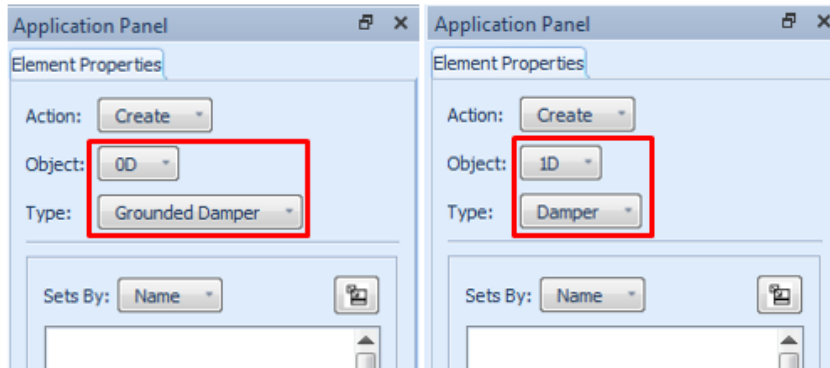 Application Panel
Element Properties
Action: Create
Object: 0D
Type: Grounded Damper
Sets By: Name
Application Panel
Element Properties
Action: Create
Object: 1D
Type: Damper
Sets By: Name